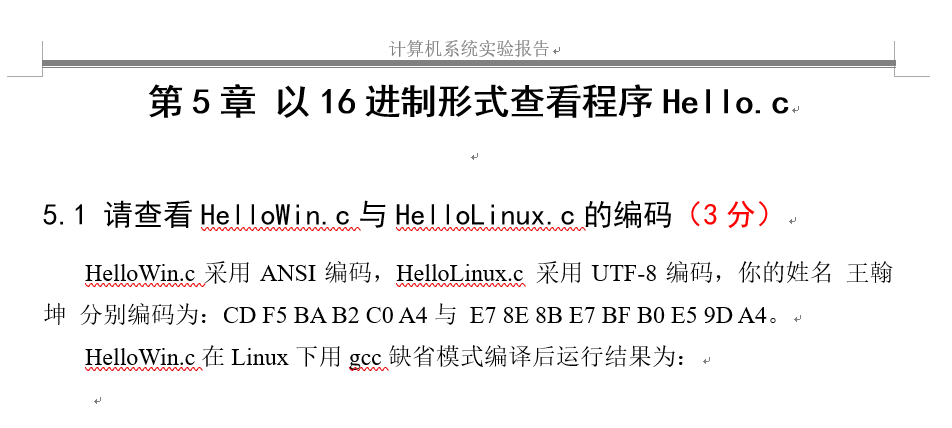 计算机系统实验报告
第 5 章 以 16 进制形式查看程序 Hello.c
5.1 请查看 HelloWin.c 与 HelloLinux.c 的编码（3 分）
HelloWin.c 采用 ANSI 编码，HelloLinux.c 采用 UTF-8 编码，你的姓名 王翰
坤 分别编码为：CD F5 BA B2 C0 A4 与 E7 8E 8B E7 BF B0 E5 9D A4。
HelloWin.c 在 Linux 下用 gcc 缺省模式编译后运行结果为：